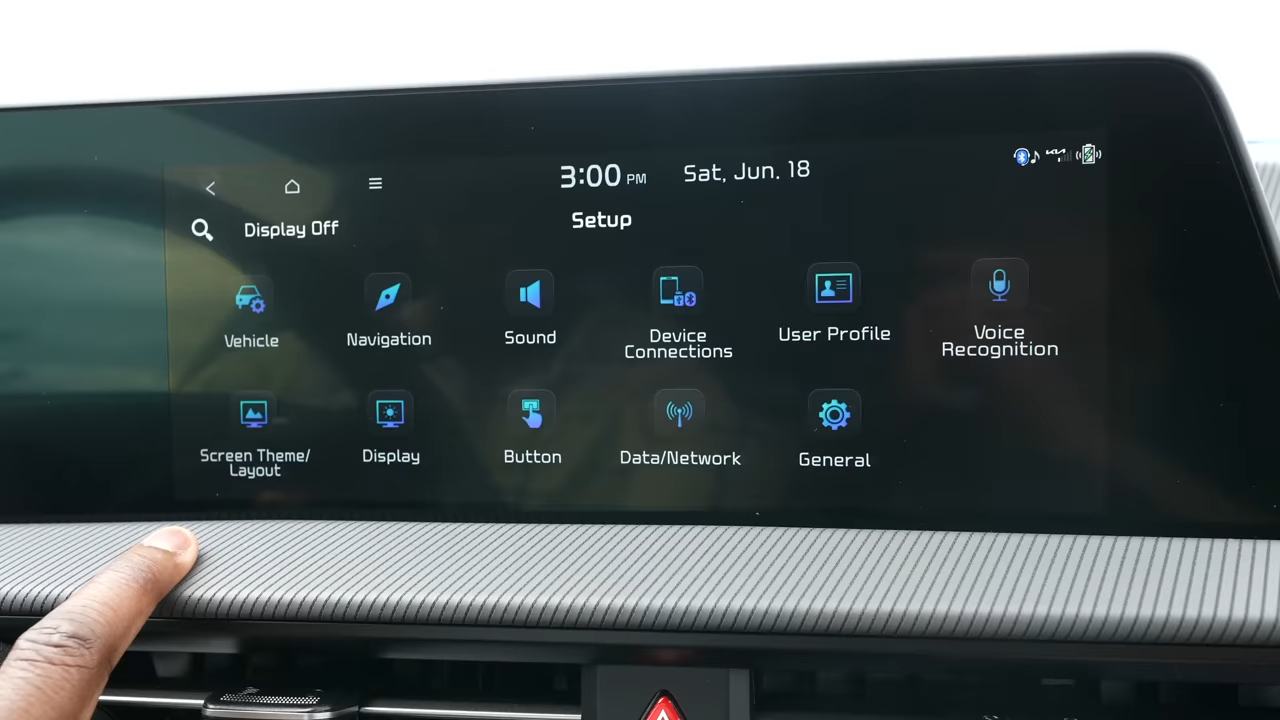 3:00 PM Sat, Jun. 18
KIA
Display Off
Setup
Vehicle
Navigation
Sound
Device
Connections
User Profile
Voice
Recognition
Screen Theme/
Layout
Display
Button
Data/Network
General